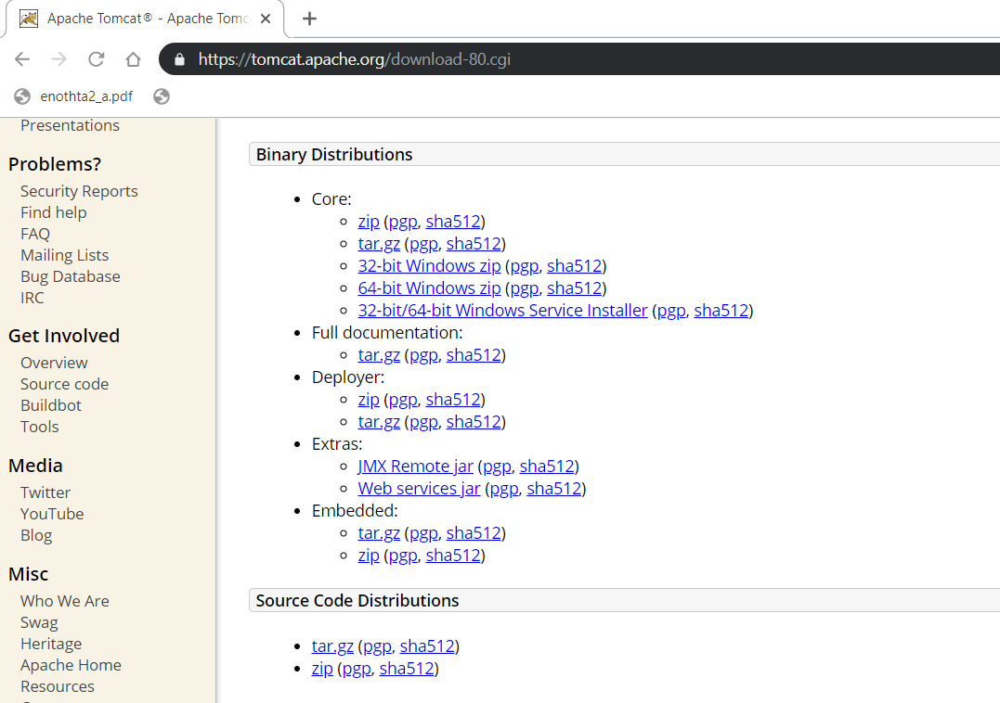 Apache Tomcat® - Apache Tomc
https://tomcat.apache.org/download-80.cgi
enothta2_a.pdf
Presentations
Problems?
Security Reports
Find help
FAQ
Mailing Lists
Bug Database
IRC
Get Involved
Overview
Source code
Buildbot
Tools
Media
Twitter
YouTube
Blog
Misc
Who We Are
Swag
Heritage
Apache Home
Resources
Binary Distributions
Core:
zip (pgp, sha512)
tar.gz (pgp, sha512)
32-bit Windows zip (pgp, sha512)
64-bit Windows zip (pgp, sha512)
32-bit/64-bit Windows Service Installer (pgp, sha512)
Full documentation:
tar.gz (pgp, sha512)
Deployer:
zip (pgp, sha512)
tar.gz (pgp, sha512)
Extras:
JMX Remote jar (pgp, sha512)
Web services jar (pgp, sha512)
Embedded:
tar.gz (pgp, sha512)
zip (pgp, sha512)
Source Code Distributions
tar.gz (pgp, sha512)
zip (pgp, sha512)